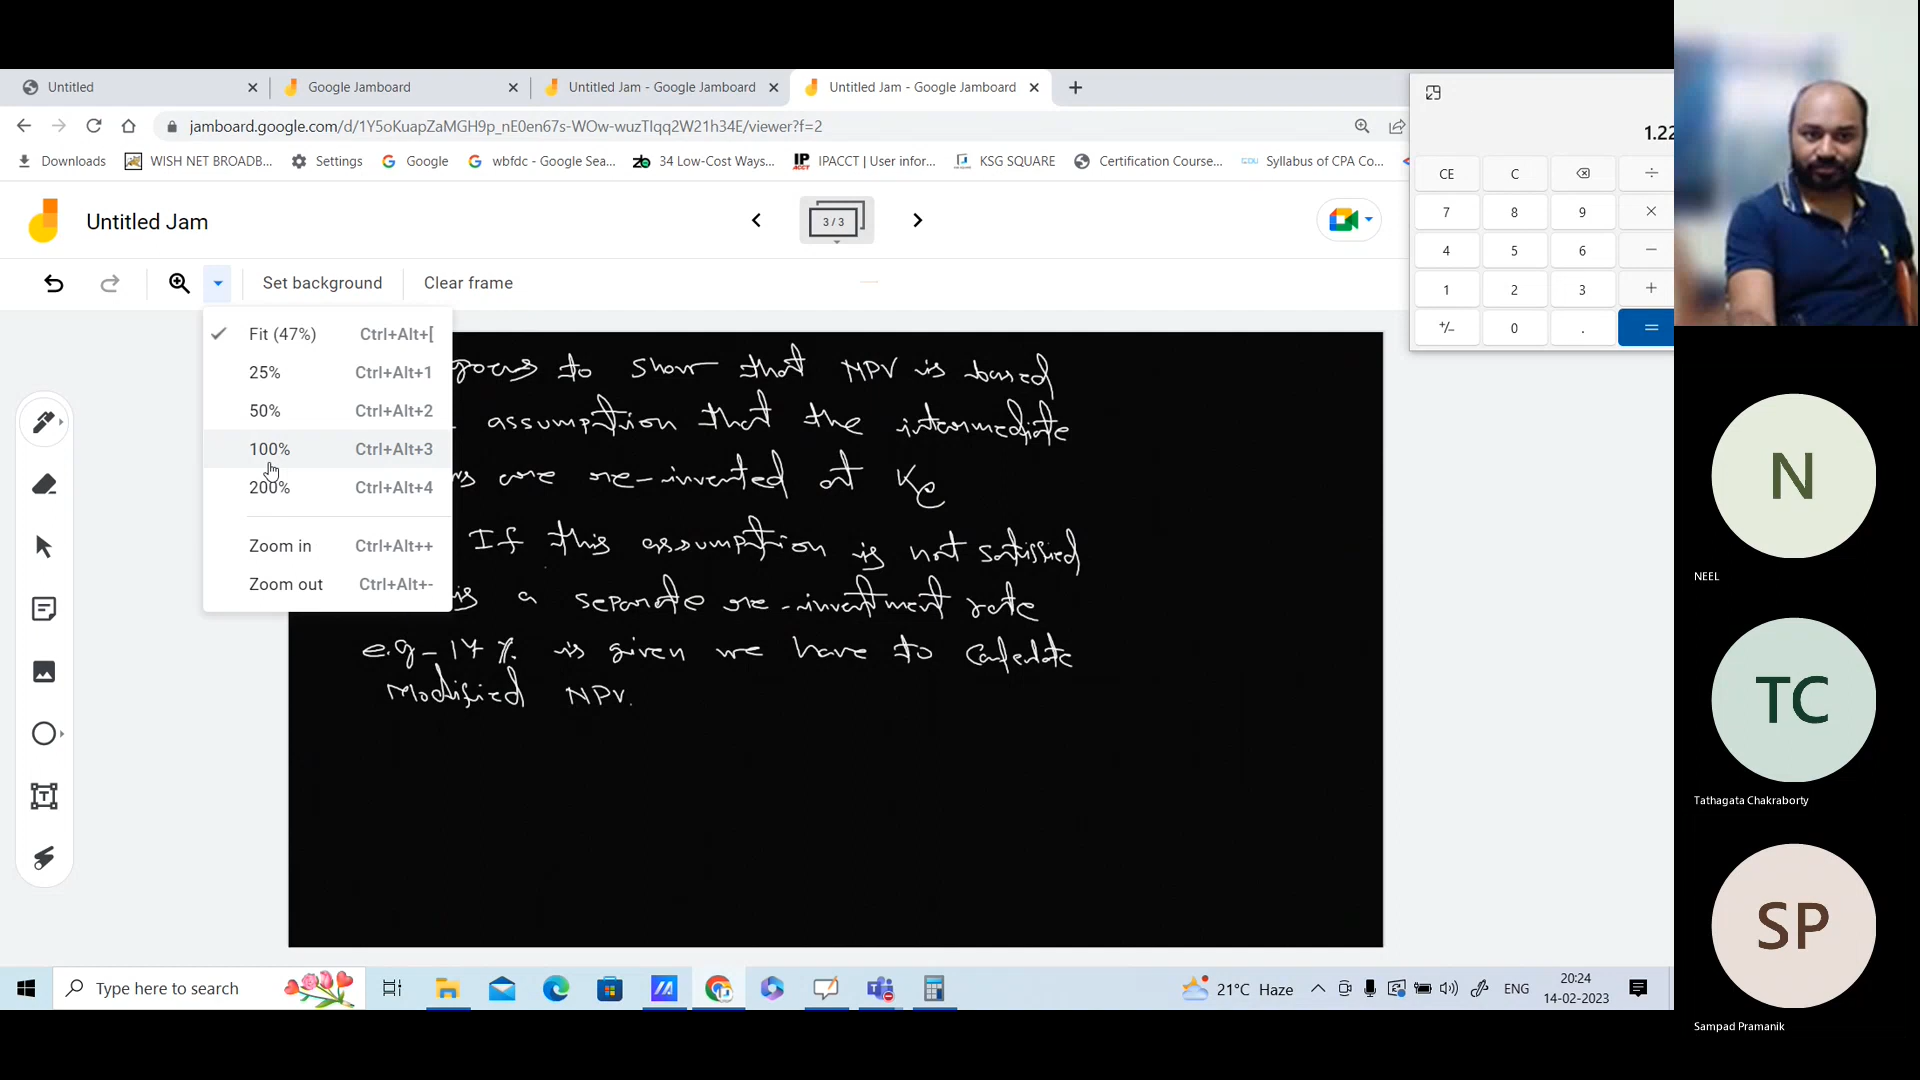 Untitled
Google Jamboard
Untitled Jam - Google Jamboard
Untitled Jam - Google Jamboard
jamboard.google.com/d/1Y5oKuapZaMGH9p_nE0en67s-WOw-wuzTlqq2W21h34E/viewer?f=2
Downloads
WISH NET BROADB...
Settings
Google
wbfdc - Google Sea...
34 Low-Cost Ways...
IPACCT | User infor...
KSG SQUARE
Certification Course...
Syllabus of CPA Co...
1.22
CE C ÷
7 8 9 ×
4 5 6 −
1 2 3 +
+/- 0 . =
Untitled Jam
3 / 3
Set background
Clear frame
Fit (47%) Ctrl+Alt+[
25% Ctrl+Alt+1
50% Ctrl+Alt+2
100% Ctrl+Alt+3
200% Ctrl+Alt+4
Zoom in Ctrl+Alt++
Zoom out Ctrl+Alt+-
goes to show that NPV is based
assumption that the intermediate
are re-invented at Ke
If this assumption is not satisfied
is a separate re-investment rate
e.g - 14 %. is given we have to calculate
Modified NPV.
N
NEEL
TC
Tathagata Chakraborty
SP
Sampad Pramanik
Type here to search
21°C Haze
ENG
20:24
14-02-2023